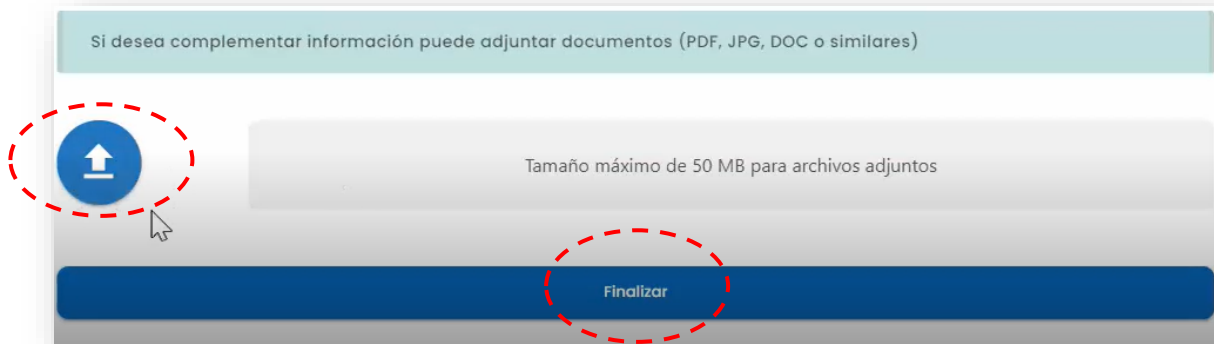 Si desea complementar información puede adjuntar documentos (PDF, JPG, DOC o similares)
Tamaño máximo de 50 MB para archivos adjuntos
Finalizar